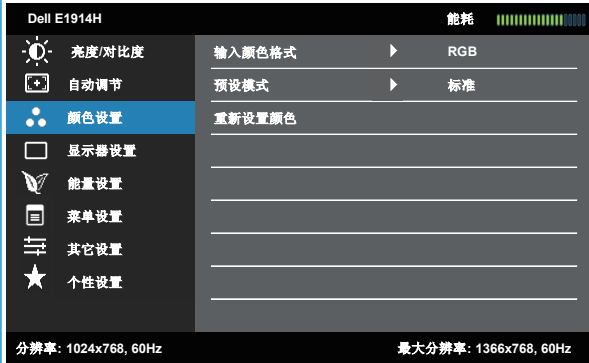 Dell E1914H 能耗
亮度/对比度 输入颜色格式 RGB
自动调节 预设模式 标准
颜色设置 重新设置颜色
显示器设置
能量设置
菜单设置
其它设置
个性设置
分辨率: 1024x768, 60Hz 最大分辨率: 1366x768, 60Hz